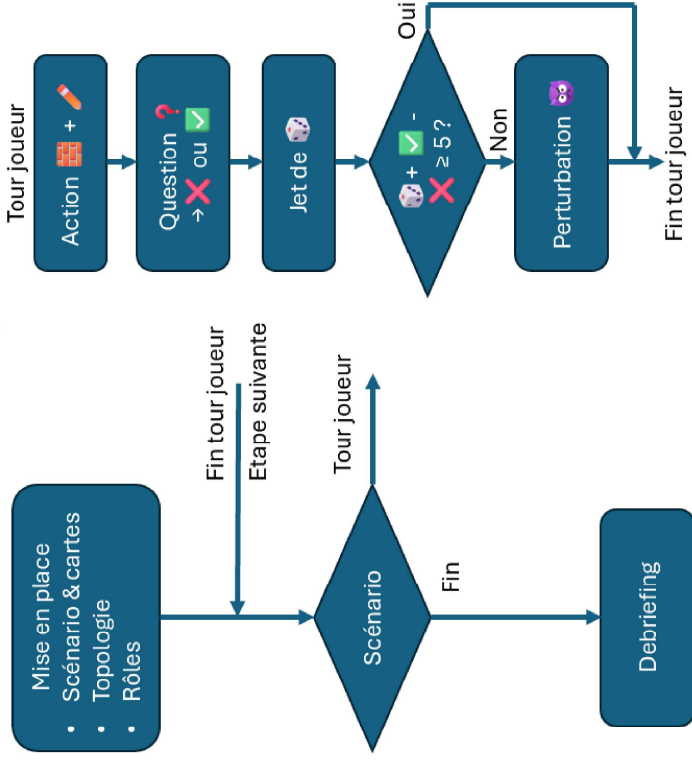 Mise en place
• Scénario & cartes
• Topologie
• Rôles
Fin tour joueur
Etape suivante
Scénario
Tour joueur
Fin
Debriefing
Tour joueur
Action 🧱 + ✏️
Question ❓
→ ❌ ou ✅
Jet de 🎲
🎲 + ✅ -
❌ ≥ 5 ?
Oui
Non
Perturbation 👿
Fin tour joueur